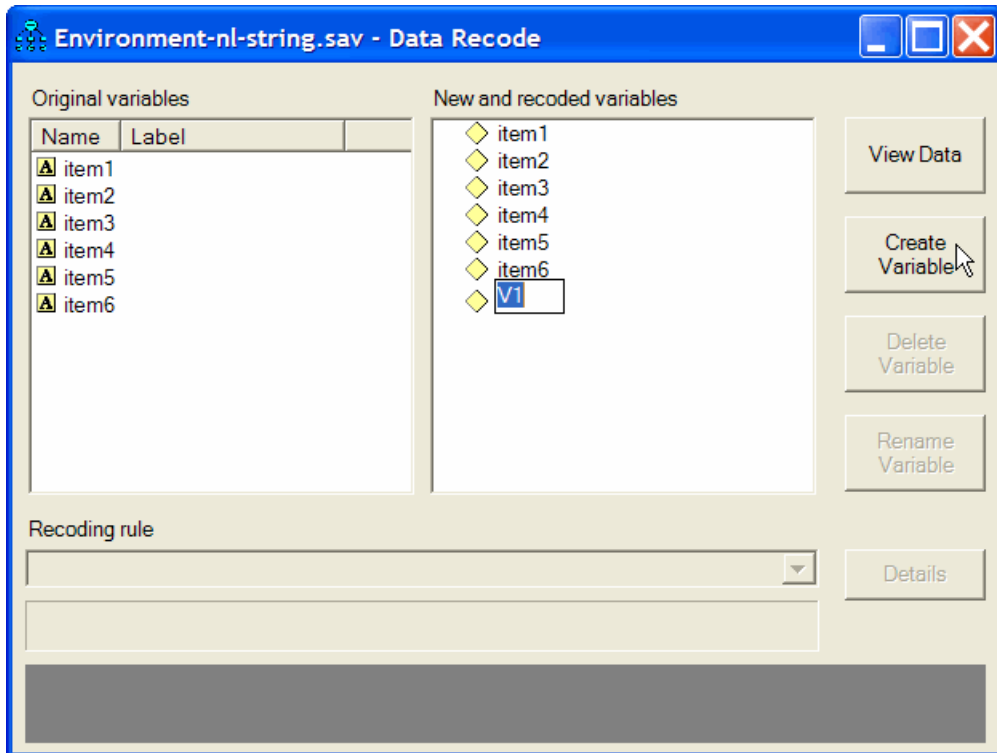 Environment-nl-string.sav - Data Recode
Original variables
Name Label
A item1
A item2
A item3
A item4
A item5
A item6
New and recoded variables
item1
item2
item3
item4
item5
item6
V1
View Data
Create
Variable
Delete
Variable
Rename
Variable
Recoding rule
Details